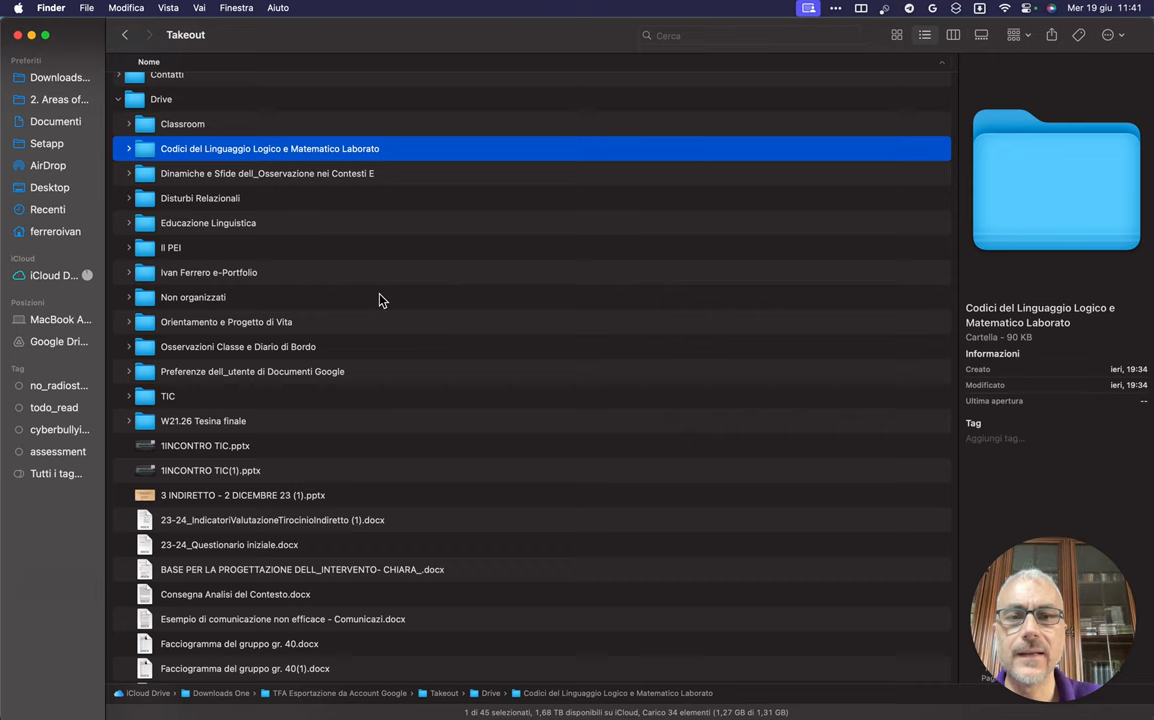 Finder File Modifica Vista Vai Finestra Aiuto Mer 19 giu 11:41
Takeout
Cerca
Preferiti
Downloads...
2. Areas of...
Documenti
Setapp
AirDrop
Desktop
Recenti
ferreroivan
iCloud
iCloud D...
Posizioni
MacBook A...
Google Dri...
Tag
no_radiost...
todo_read
cyberbullyi...
assessment
Tutti i tag...
Nome
Contatti
Drive
Classroom
Codici del Linguaggio Logico e Matematico Laborato
Dinamiche e Sfide dell_Osservazione nei Contesti E
Disturbi Relazionali
Educazione Linguistica
Il PEI
Ivan Ferrero e-Portfolio
Non organizzati
Orientamento e Progetto di Vita
Osservazioni Classe e Diario di Bordo
Preferenze dell_utente di Documenti Google
TIC
W21.26 Tesina finale
1INCONTRO TIC.pptx
1INCONTRO TIC(1).pptx
3 INDIRETTO - 2 DICEMBRE 23 (1).pptx
23-24_IndicatoriValutazioneTirocinioIndiretto (1).docx
23-24_Questionario iniziale.docx
BASE PER LA PROGETTAZIONE DELL_INTERVENTO- CHIARA_.docx
Consegna Analisi del Contesto.docx
Esempio di comunicazione non efficace - Comunicazi.docx
Facciogramma del gruppo gr. 40.docx
Facciogramma del gruppo gr. 40(1).docx
Codici del Linguaggio Logico e
Matematico Laborato
Cartella - 90 KB
Informazioni
Creato ieri, 19:34
Modificato ieri, 19:34
Ultima apertura --
Tag
Aggiungi tag...
iCloud Drive › Downloads One › TFA Esportazione da Account Google › Takeout › Drive › Codici del Linguaggio Logico e Matematico Laborato
1 di 45 selezionati, 1,68 TB disponibili su iCloud, Carico 34 elementi (1,27 GB di 1,31 GB)